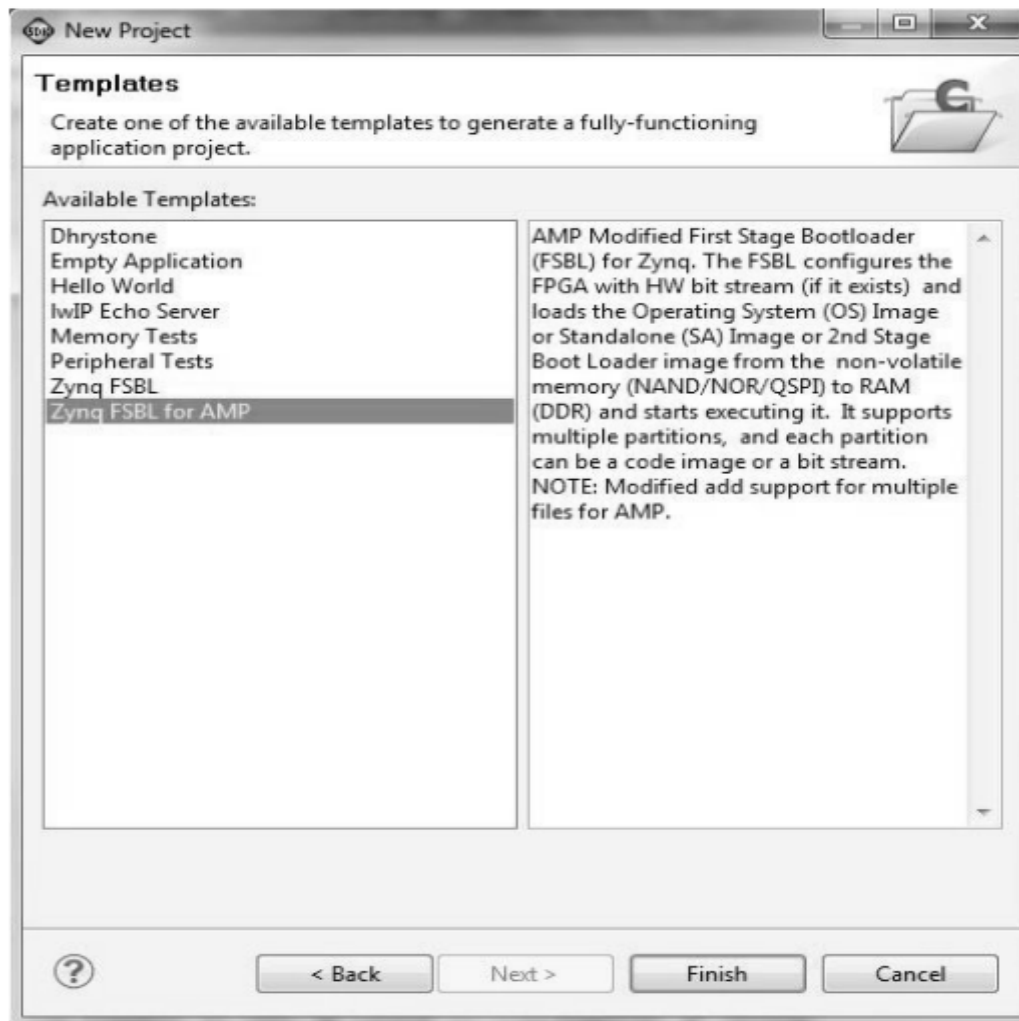 New Project
Templates
Create one of the available templates to generate a fully-functioning
application project.
Available Templates:
Dhrystone
Empty Application
Hello World
lwIP Echo Server
Memory Tests
Peripheral Tests
Zynq FSBL
Zynq FSBL for AMP
AMP Modified First Stage Bootloader
(FSBL) for Zynq. The FSBL configures the
FPGA with HW bit stream (if it exists)  and
loads the Operating System (OS) Image
or Standalone (SA) Image or 2nd Stage
Boot Loader image from the  non-volatile
memory (NAND/NOR/QSPI) to RAM
(DDR) and starts executing it.  It supports
multiple partitions,  and each partition
can be a code image or a bit stream.
NOTE: Modified add support for multiple
files for AMP.
< Back
Next >
Finish
Cancel